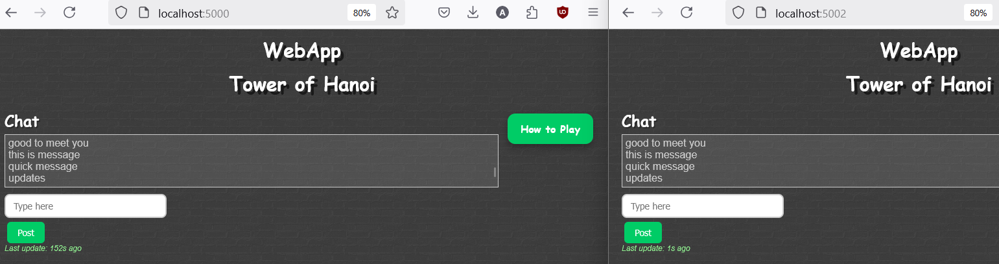 localhost:5000
80%
A
localhost:5002
80%
WebApp
Tower of Hanoi
Chat
How to Play
good to meet you
this is message
quick message
updates
Type here
Post
Last update: 152s ago
WebApp
Tower of Hanoi
Chat
good to meet you
this is message
quick message
updates
Type here
Post
Last update: 1s ago